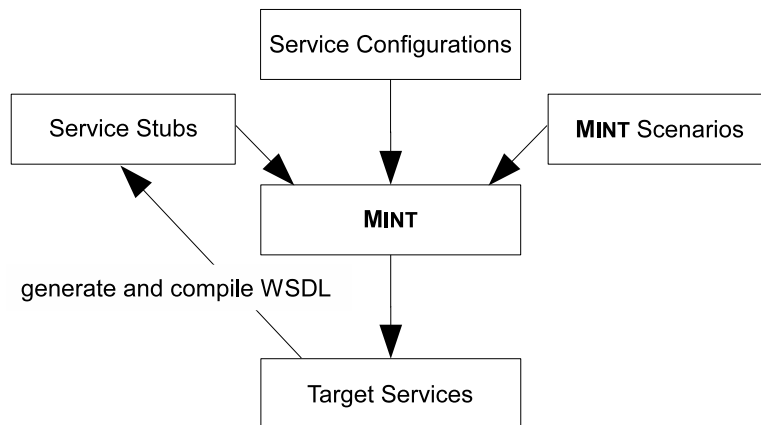 Service Configurations
Service Stubs
MINT Scenarios
MINT
generate and compile WSDL
Target Services